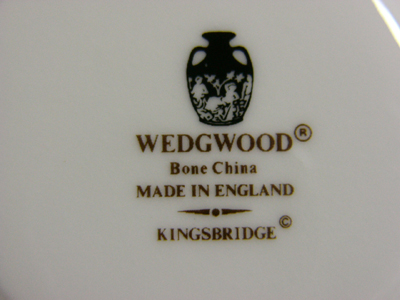 WEDGWOOD®
Bone China
MADE IN ENGLAND
KINGSBRIDGE©